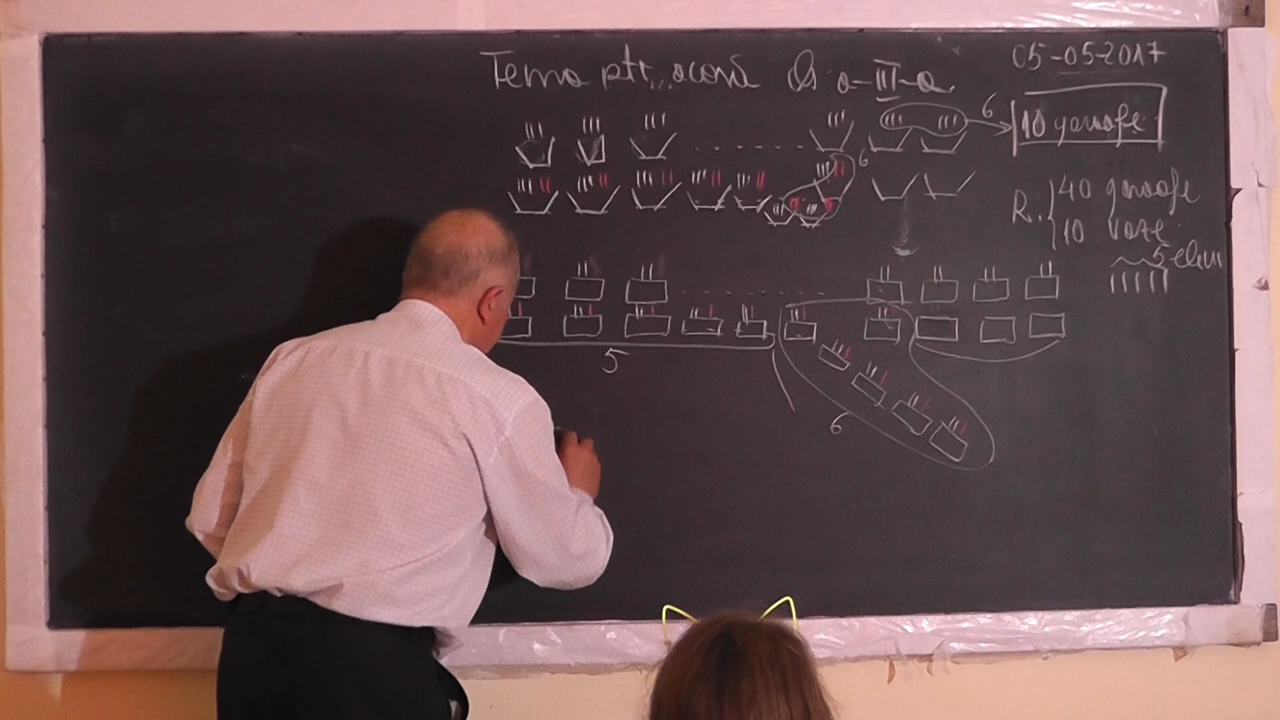 05-05-2017
Tema ptr. acasă cls a-III-a.
6
10 garoafe
6
R: 40 garoafe
10 vaze
5 elevi
5
6